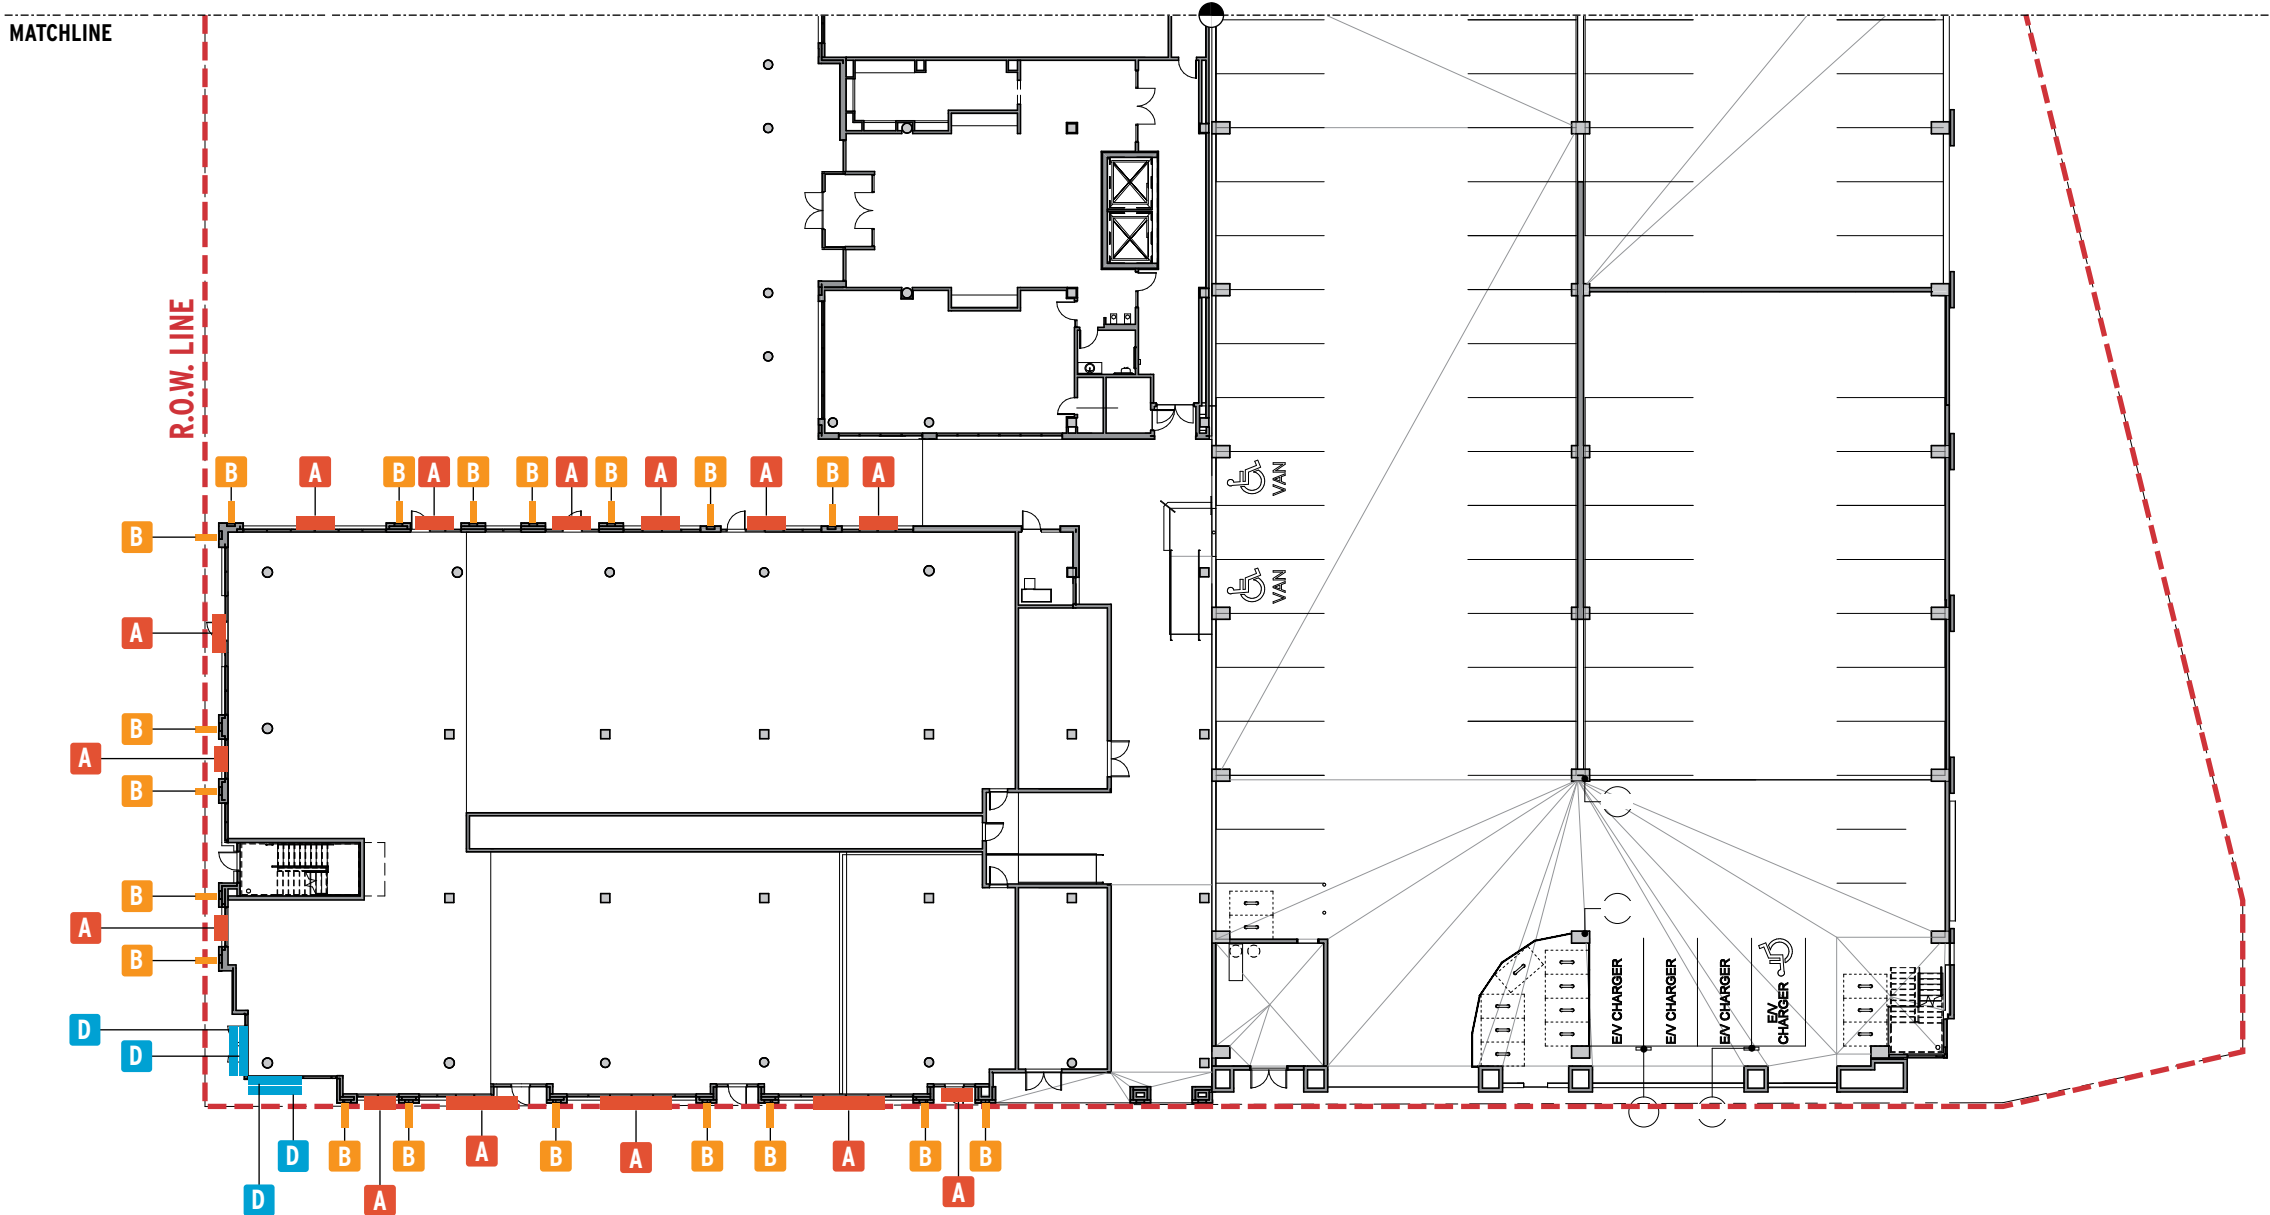 MATCHLINE
R.O.W. LINE
B A B A B B A B A B A B A
B
A
B
A
B
B
A
B
D
D
VAN
VAN
E/V CHARGER
E/V CHARGER
E/V CHARGER
E/V
CHARGER
D B B A B A B B A B B
D A A